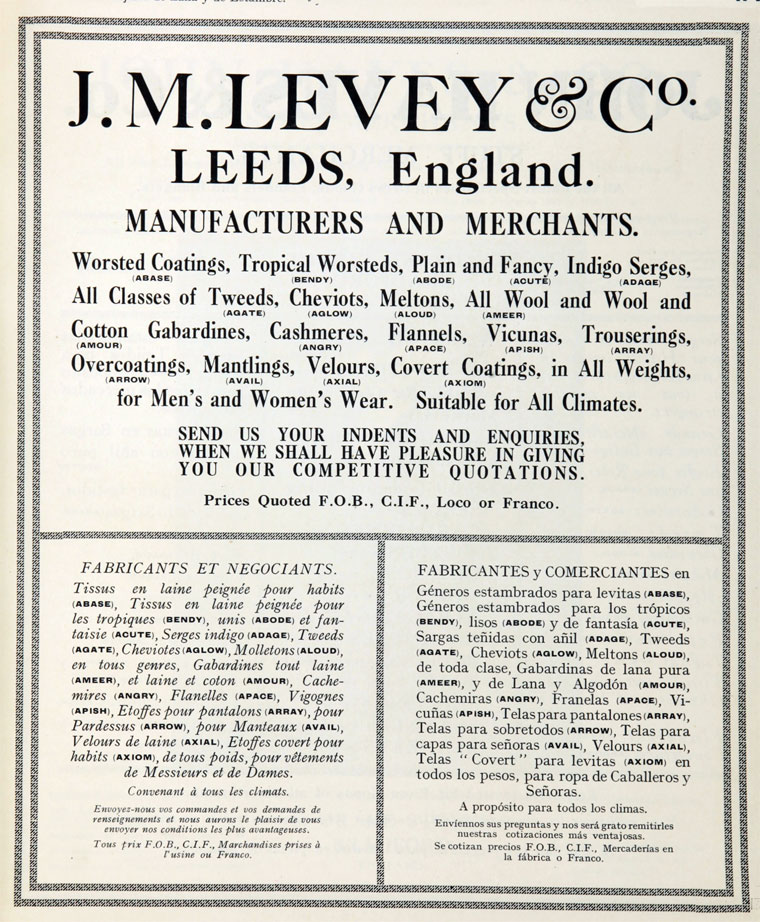 J. M. LEVEY & Co.
LEEDS, England.
MANUFACTURERS AND MERCHANTS.
Worsted Coatings, Tropical Worsteds, Plain and Fancy, Indigo Serges,
(ABASE) (BENDY) (ABODE) (ACUTE) (ADAGE)
All Classes of Tweeds, Cheviots, Meltons, All Wool and Wool and
(AGATE) (AGLOW) (ALOUD) (AMEER)
Cotton Gabardines, Cashmeres, Flannels, Vicunas, Trouserings,
(AMOUR) (ANGRY) (APACE) (APISH) (ARRAY)
Overcoatings, Mantlings, Velours, Covert Coatings, in All Weights,
(ARROW) (AVAIL) (AXIAL) (AXIOM)
for Men's and Women's Wear. Suitable for All Climates.
SEND US YOUR INDENTS AND ENQUIRIES,
WHEN WE SHALL HAVE PLEASURE IN GIVING
YOU OUR COMPETITIVE QUOTATIONS.
Prices Quoted F.O.B., C.I.F., Loco or Franco.
FABRICANTS ET NEGOCIANTS.
Tissus en laine peignée pour habits
(ABASE), Tissus en laine peignée pour
les tropiques (BENDY), unis (ABODE) et fan-
taisie (ACUTE), Serges indigo (ADAGE), Tweeds
(AGATE), Cheviotes (AGLOW), Molletons (ALOUD),
en tous genres, Gabardines tout laine
(AMEER), et laine et coton (AMOUR), Cache-
mires (ANGRY), Flanelles (APACE), Vigognes
(APISH), Etoffes pour pantalons (ARRAY), pour
Pardessus (ARROW), pour Manteaux (AVAIL),
Velours de laine (AXIAL), Etoffes covert pour
habits (AXIOM), de tous poids, pour vêtements
de Messieurs et de Dames.
Convenant à tous les climats.
Envoyez-nous vos commandes et vos demandes de
renseignements et nous aurons le plaisir de vous
envoyer nos conditions les plus avantageuses.
Tous prix F.O.B., C.I.F., Marchandises prises à
l'usine ou Franco.
FABRICANTES y COMERCIANTES en
Géneros estambrados para levitas (ABASE),
Géneros estambrados para los trópicos
(BENDY), lisos (ABODE) y de fantasía (ACUTE),
Sargas teñidas con añil (ADAGE), Tweeds
(AGATE), Cheviots (AGLOW), Meltons (ALOUD),
de toda clase, Gabardinas de lana pura
(AMEER), y de Lana y Algodón (AMOUR),
Cachemiras (ANGRY), Franelas (APACE), Vi-
cuñas (APISH), Telas para pantalones (ARRAY),
Telas para sobretodos (ARROW), Telas para
capas para señoras (AVAIL), Velours (AXIAL),
Telas "Covert" para levitas (AXIOM) en
todos los pesos, para ropa de Caballeros y
Señoras.
A propósito para todos los climas.
Envíennos sus preguntas y nos será grato remitirles
nuestras cotizaciones más ventajosas.
Se cotizan precios F.O.B., C.I.F., Mercaderías en
la fábrica o Franco.